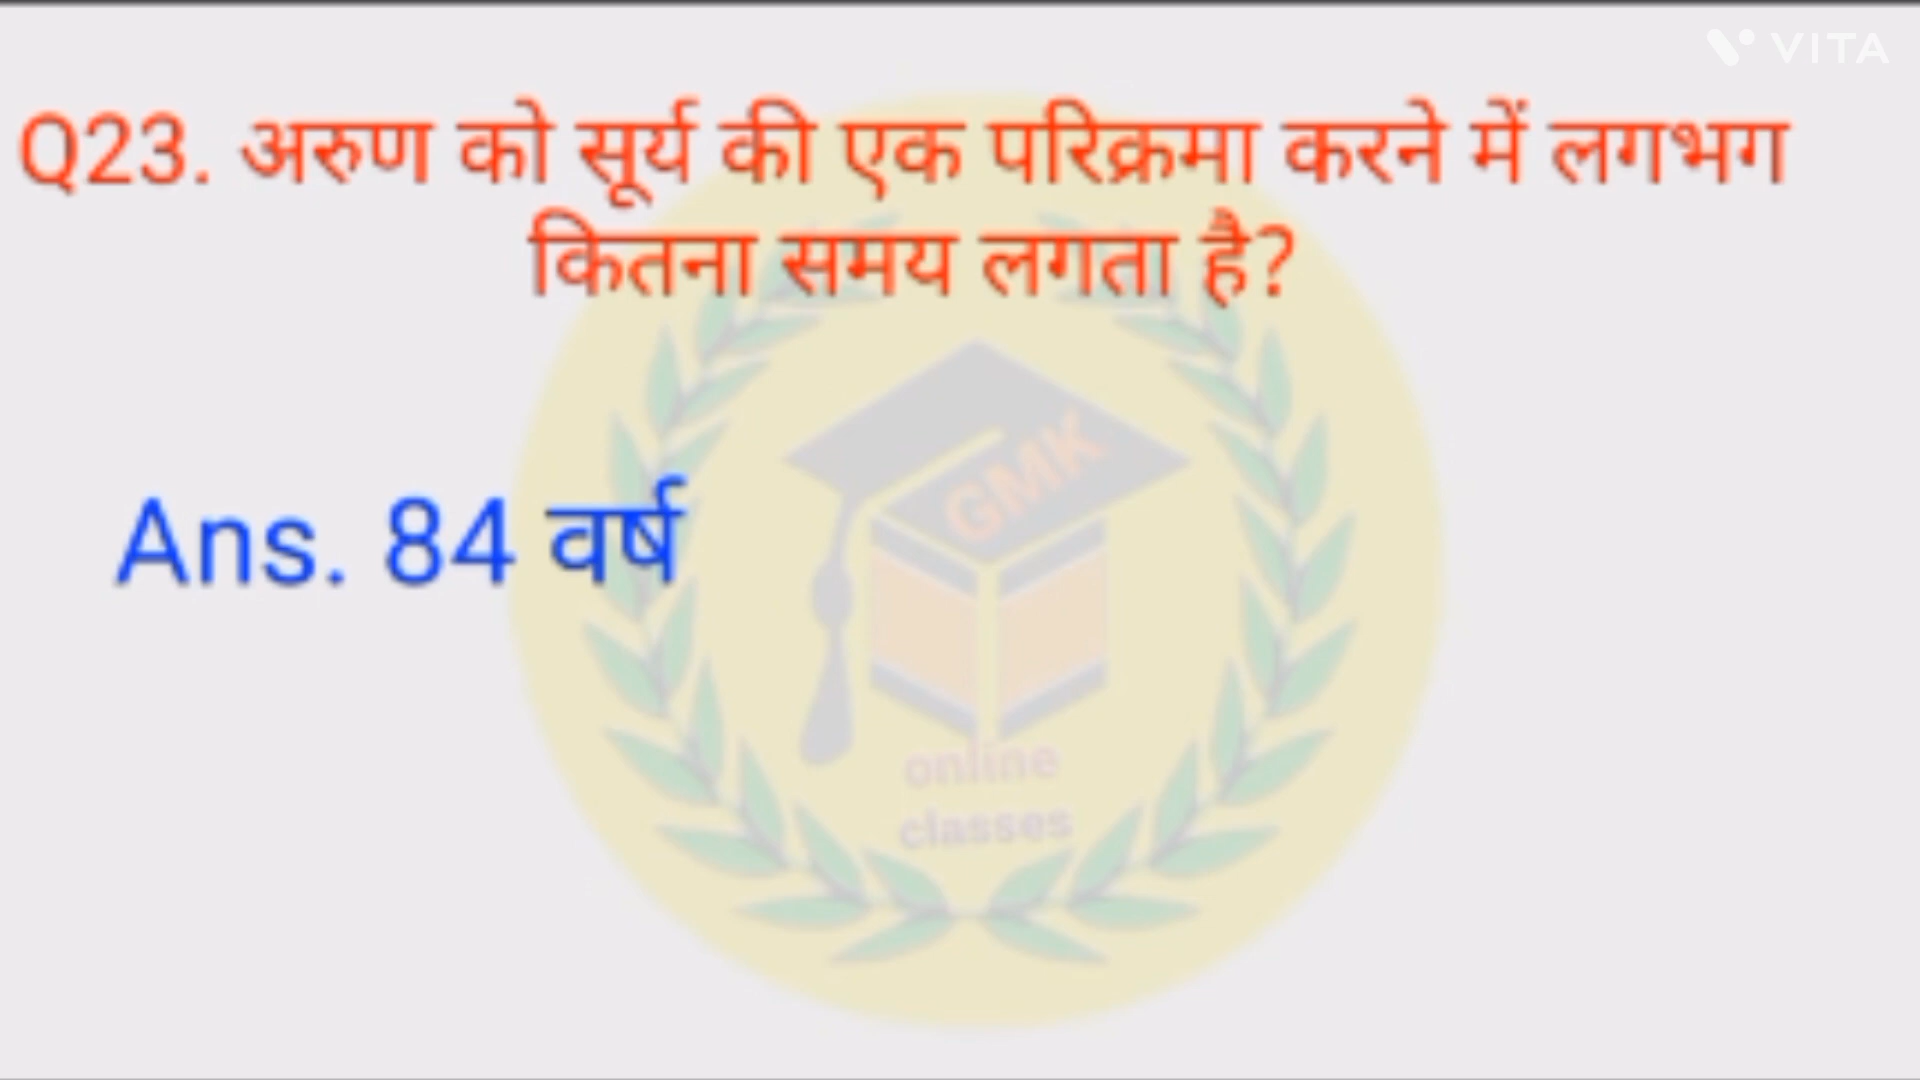 VITA
Q23. अरुण को सूर्य की एक परिक्रमा करने में लगभग
कितना समय लगता है?
GMK
Ans. 84 वर्ष
online
classes